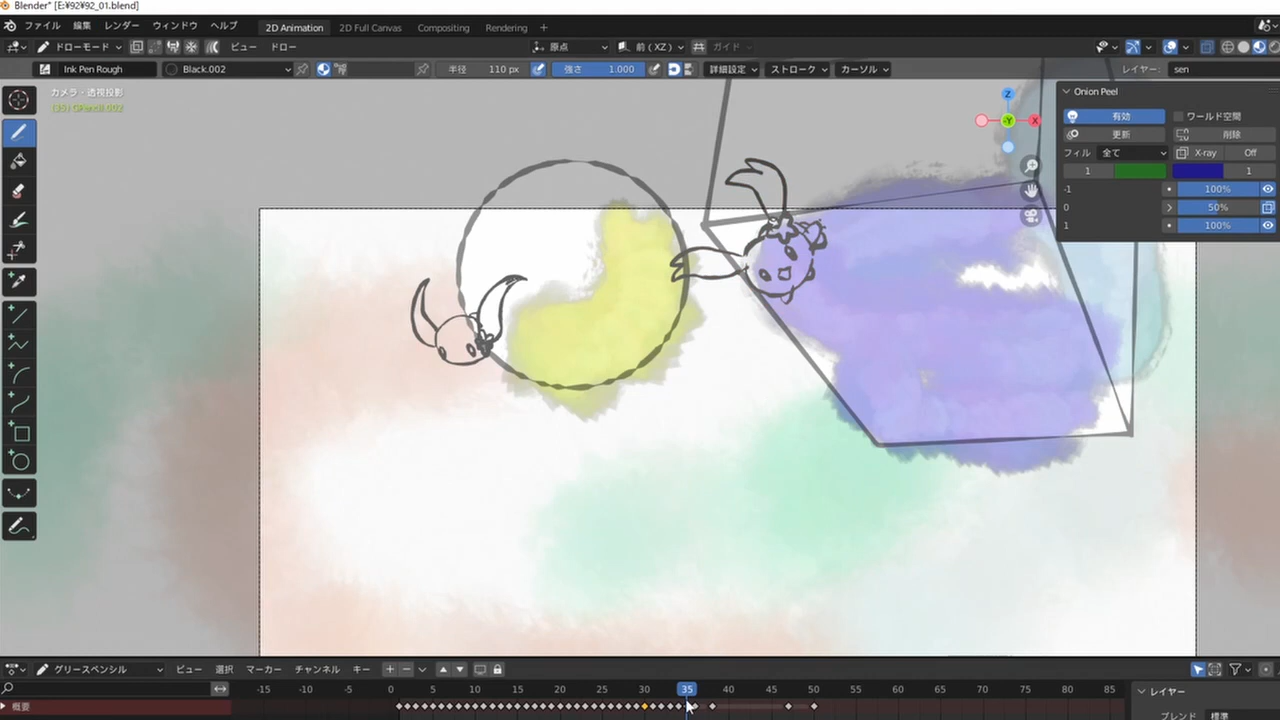 Blender* [E:¥92¥92_01.blend]
ファイル 編集 レンダー ウィンドウ ヘルプ 2D Animation 2D Full Canvas Compositing Rendering +
ドローモード ビュー ドロー 原点 前 (XZ) ガイド
Ink Pen Rough Black.002 半径 110 px 強さ 1.000 詳細設定 ストローク カーソル レイヤー: sen
カメラ・透視投影
Z
-Y
X
Onion Peel
有効 ワールド空間
更新 削除
フィル 全て X-ray Off
1 1
-1 100%
0 50%
1 100%
グリースペンシル ビュー 選択 マーカー チャンネル キー
-15 -10 -5 0 5 10 15 20 25 30 35 40 45 50 55 60 65 70 75 80 85
レイヤー
概要
ブレンド 標準